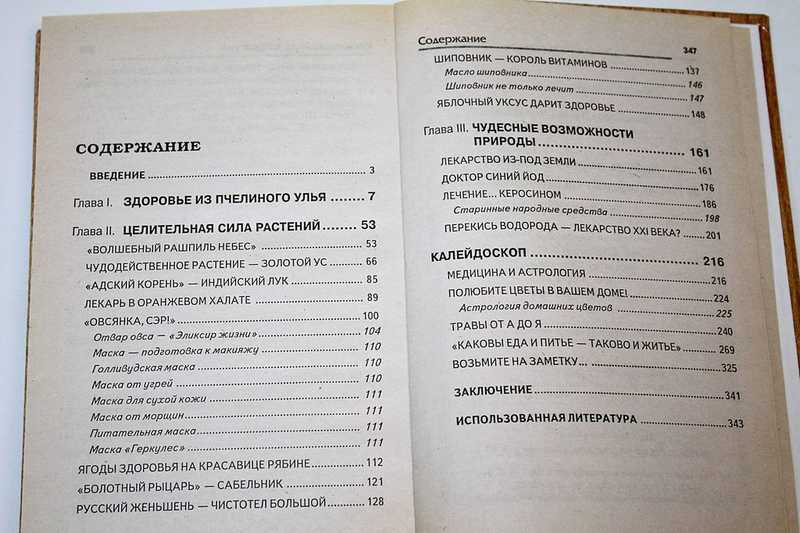 СОДЕРЖАНИЕ
ВВЕДЕНИЕ ........ 3
Глава I. ЗДОРОВЬЕ ИЗ ПЧЕЛИНОГО УЛЬЯ ........ 7
Глава II. ЦЕЛИТЕЛЬНАЯ СИЛА РАСТЕНИЙ ........ 53
«ВОЛШЕБНЫЙ РАШПИЛЬ НЕБЕС» ........ 53
ЧУДОДЕЙСТВЕННОЕ РАСТЕНИЕ — ЗОЛОТОЙ УС ........ 66
«АДСКИЙ КОРЕНЬ» — ИНДИЙСКИЙ ЛУК ........ 85
ЛЕКАРЬ В ОРАНЖЕВОМ ХАЛАТЕ ........ 89
«ОВСЯНКА, СЭР!» ........ 100
Отвар овса — «Эликсир жизни» ........ 104
Маска — подготовка к макияжу ........ 110
Голливудская маска ........ 110
Маска от угрей ........ 110
Маска для сухой кожи ........ 111
Маска от морщин ........ 111
Питательная маска ........ 111
Маска «Геркулес» ........ 111
ЯГОДЫ ЗДОРОВЬЯ НА КРАСАВИЦЕ РЯБИНЕ ........ 112
«БОЛОТНЫЙ РЫЦАРЬ» — САБЕЛЬНИК ........ 121
РУССКИЙ ЖЕНЬШЕНЬ — ЧИСТОТЕЛ БОЛЬШОЙ ........ 128
Содержание 347
ШИПОВНИК — КОРОЛЬ ВИТАМИНОВ ........ 137
Масло шиповника ........ 146
Шиповник не только лечит ........ 147
ЯБЛОЧНЫЙ УКСУС ДАРИТ ЗДОРОВЬЕ ........ 148
Глава III. ЧУДЕСНЫЕ ВОЗМОЖНОСТИ
ПРИРОДЫ ........ 161
ЛЕКАРСТВО ИЗ-ПОД ЗЕМЛИ ........ 161
ДОКТОР СИНИЙ ЙОД ........ 176
ЛЕЧЕНИЕ... КЕРОСИНОМ ........ 186
Старинные народные средства ........ 198
ПЕРЕКИСЬ ВОДОРОДА — ЛЕКАРСТВО XXI ВЕКА? ........ 201
КАЛЕЙДОСКОП ........ 216
МЕДИЦИНА И АСТРОЛОГИЯ ........ 216
ПОЛЮБИТЕ ЦВЕТЫ В ВАШЕМ ДОМЕ! ........ 224
Астрология домашних цветов ........ 225
ТРАВЫ ОТ А ДО Я ........ 240
«КАКОВЫ ЕДА И ПИТЬЕ — ТАКОВО И ЖИТЬЕ» ........ 269
ВОЗЬМИТЕ НА ЗАМЕТКУ... ........ 325
ЗАКЛЮЧЕНИЕ ........ 341
ИСПОЛЬЗОВАННАЯ ЛИТЕРАТУРА ........ 343